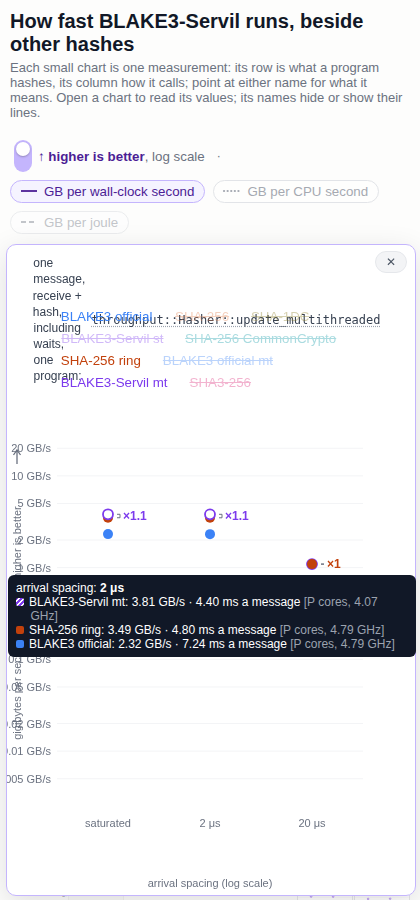 How fast BLAKE3-Servil runs, beside
other hashes
Each small chart is one measurement: its row is what a program
hashes, its column how it calls; point at either name for what it
means. Open a chart to read its values; its names hide or show their
lines.
↑ higher is better, log scale ·
GB per wall-clock second
GB per CPU second
GB per joule
✕
one
message,
receive +
hash,
including
waits,
one
program:
throughput::Hasher::update_multithreaded
BLAKE3 official SHA-256 SHA-1DC
BLAKE3-Servil st SHA-256 CommonCrypto
SHA-256 ring BLAKE3 official mt
BLAKE3-Servil mt SHA3-256
20 GB/s
10 GB/s
5 GB/s
×1.1
×1.1
2 GB/s
×1
GB/s
arrival spacing: 2 μs
BLAKE3-Servil mt: 3.81 GB/s · 4.40 ms a message [P cores, 4.07
GHz]
SHA-256 ring: 3.49 GB/s · 4.80 ms a message [P cores, 4.79 GHz]
BLAKE3 official: 2.32 GB/s · 7.24 ms a message [P cores, 4.79 GHz]
GB/s
GB/s
GB/s
.01 GB/s
005 GB/s
saturated
2 μs
20 μs
arrival spacing (log scale)